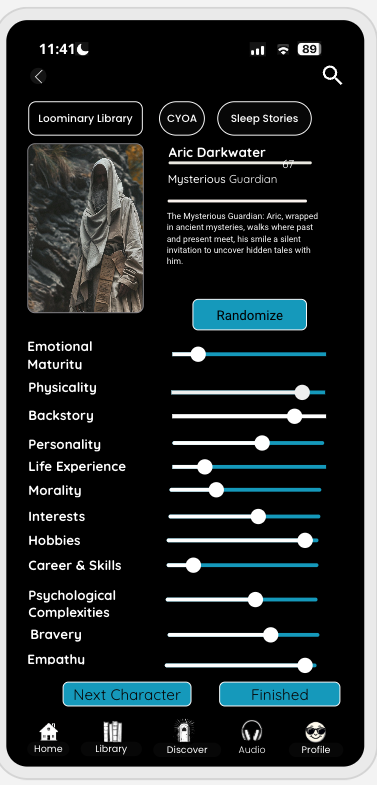 11:41
89
Loominary Library
CYOA
Sleep Stories
Aric Darkwater
67
Mysterious Guardian
The Mysterious Guardian: Aric, wrapped
in ancient mysteries, walks where past
and present meet, his smile a silent
invitation to uncover hidden tales with
him.
Randomize
Emotional
Maturity
Physicality
Backstory
Personality
Life Experience
Morality
Interests
Hobbies
Career & Skills
Psychological
Complexities
Bravery
Empathy
Next Character
Finished
Home
Library
Discover
Audio
Profile